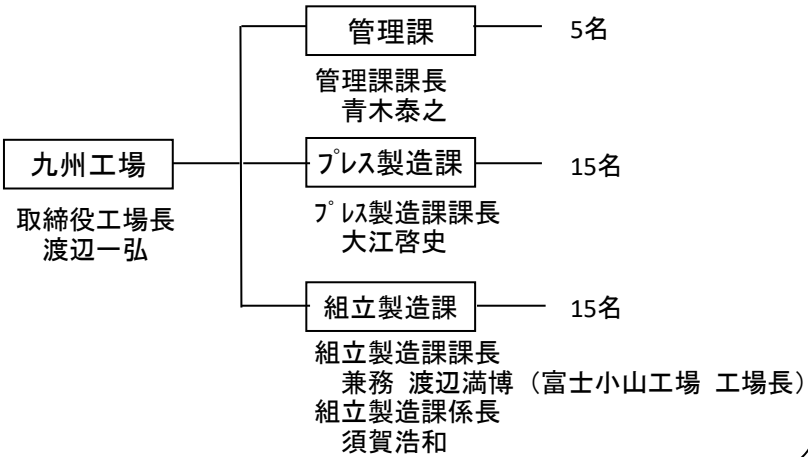 管理課 5名
管理課課長
青木泰之
九州工場
取締役工場長
渡辺一弘
ﾌﾟﾚｽ製造課 15名
ﾌﾟﾚｽ製造課課長
大江啓史
組立製造課 15名
組立製造課課長
兼務 渡辺満博（富士小山工場 工場長）
組立製造課係長
須賀浩和